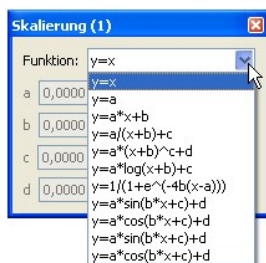 Skalierung (1)
Funktion: y=x
y=x
a 0,0000 y=a
y=a*x+b
b 0,0000 y=a/(x+b)+c
y=a*(x+b)^c+d
c 0,0000 y=a*log(x+b)+c
y=1/(1+e^(-4b(x-a)))
d 0,0000 y=a*sin(b*x+c)+d
y=a*cos(b*x+c)+d
y=a*sin(b*x+c)+d
y=a*cos(b*x+c)+d